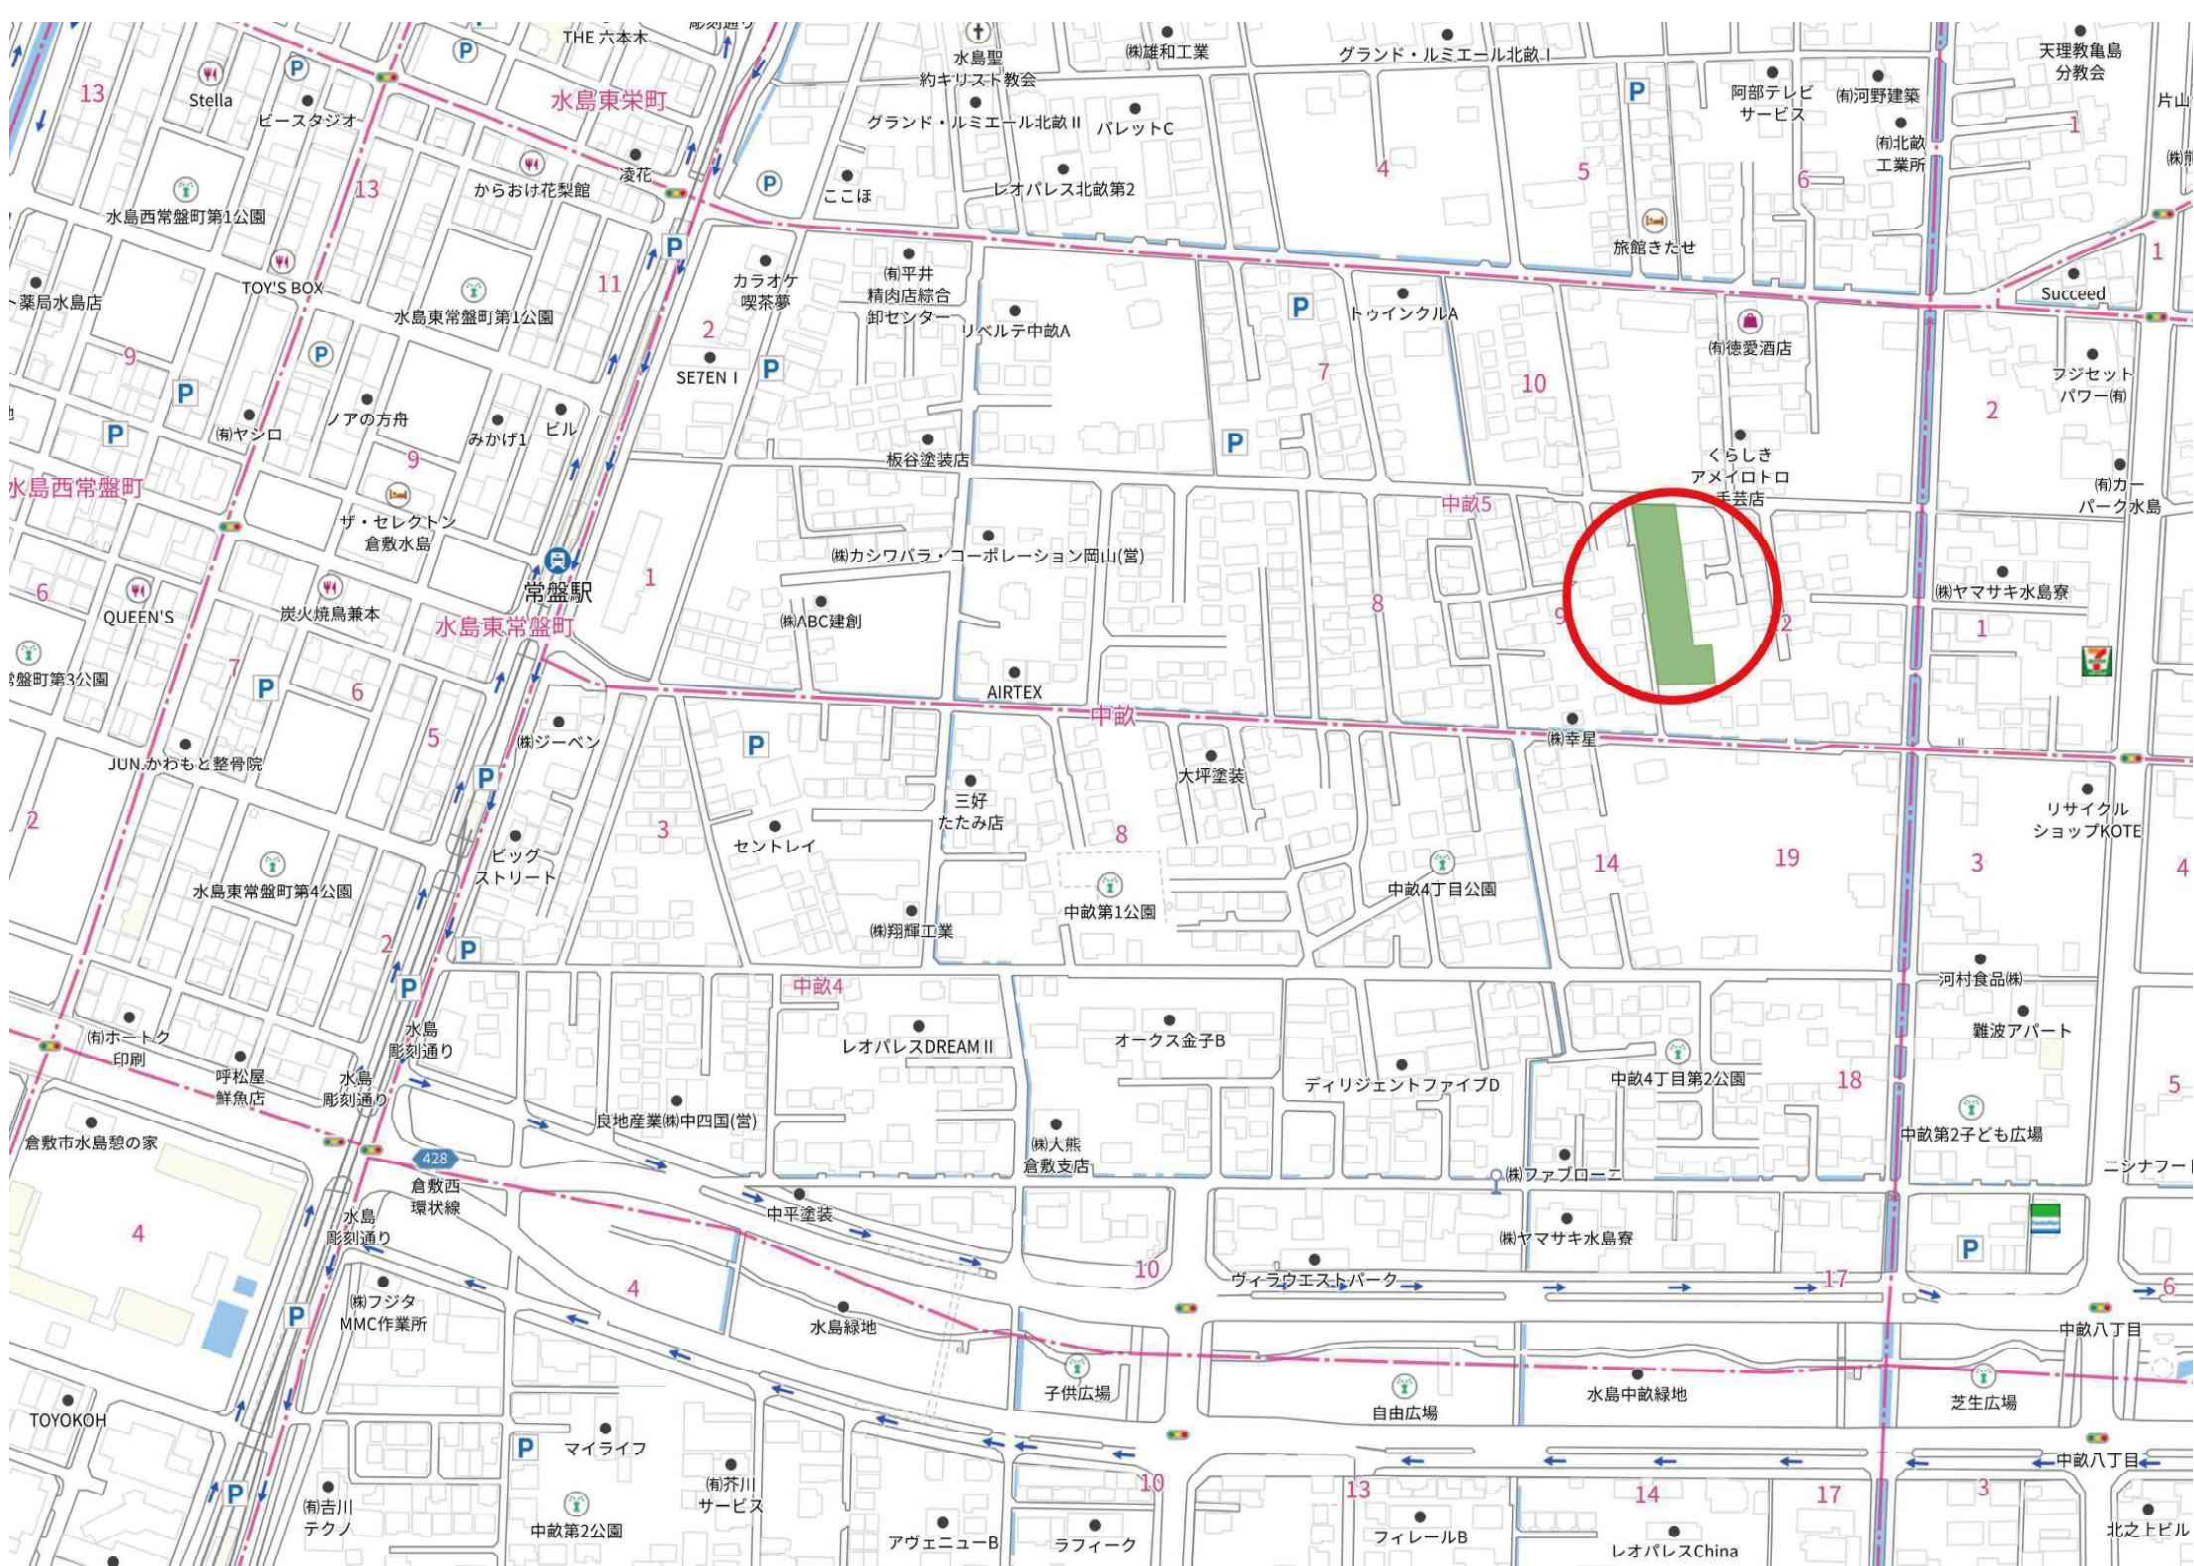 THE 六本木
水島聖
約キリスト教会
㈱雄和工業
グランド・ルミエール北畝Ⅰ
天理教亀島
分教会
13
Stella
ビースタジオ
水島東栄町
グランド・ルミエール北畝Ⅱ
パレットC
阿部テレビ
サービス
㈲河野建築
1
片山
㈲北畝
工業所
水島西常盤町第1公園
13
からおけ花梨館
凌花
ここほ
レオパレス北畝第2
4
5
6
旅館きたせ
TOY'S BOX
水島東常盤町第1公園
11
カラオケ
喫茶夢
㈲平井
精肉店綜合
卸センター
リベルテ中畝A
トゥインクルA
㈲徳愛酒店
Succeed
1
薬局水島店
9
2
SE7EN Ⅰ
7
10
2
フジセット
パワー㈲
㈲ヤシロ
ノアの方舟
みかげ1
ビル
9
板谷塗装店
くらしき
アメイロトロ
手芸店
㈲カー
パーク水島
水島西常盤町
ザ・セレクトン
倉敷水島
中畝5
㈱カシワバラ・コーポレーション岡山(営)
常盤駅
1
6
QUEEN'S
炭火焼鳥兼本
水島東常盤町
㈱ABC建創
8
9
12
㈱ヤマサキ水島寮
1
盤町第3公園
7
6
5
AIRTEX
中畝
㈱幸星
JUN.かわもと整骨院
㈱ジーベン
大坪塗装
三好
たたみ店
2
ビッグ
ストリート
3
セントレイ
8
14
19
3
リサイクル
ショップKOTE
4
水島東常盤町第4公園
中畝第1公園
中畝4丁目公園
㈱翔輝工業
2
中畝4
河村食品㈱
難波アパート
㈲ホートク
印刷
水島
彫刻通り
レオパレスDREAMⅡ
オークス金子B
ディリジェントファイブD
中畝4丁目第2公園
18
5
呼松屋
鮮魚店
水島
彫刻通り
倉敷市水島憩の家
良地産業㈱中四国(営)
㈱大熊
倉敷支店
中畝第2子ども広場
ニシナフード
428
倉敷西
環状線
㈱ファブローニ
4
水島
彫刻通り
中平塗装
㈱ヤマサキ水島寮
10
ヴィラウエストパーク
17
6
㈱フジタ
MMC作業所
4
水島緑地
中畝八丁目
TOYOKOH
子供広場
自由広場
水島中畝緑地
芝生広場
マイライフ
中畝八丁目
㈲吉川
テクノ
㈲芥川
サービス
10
13
14
17
3
中畝第2公園
アヴェニューB
ラフィーク
フィレールB
レオパレスChina
北之上ビル